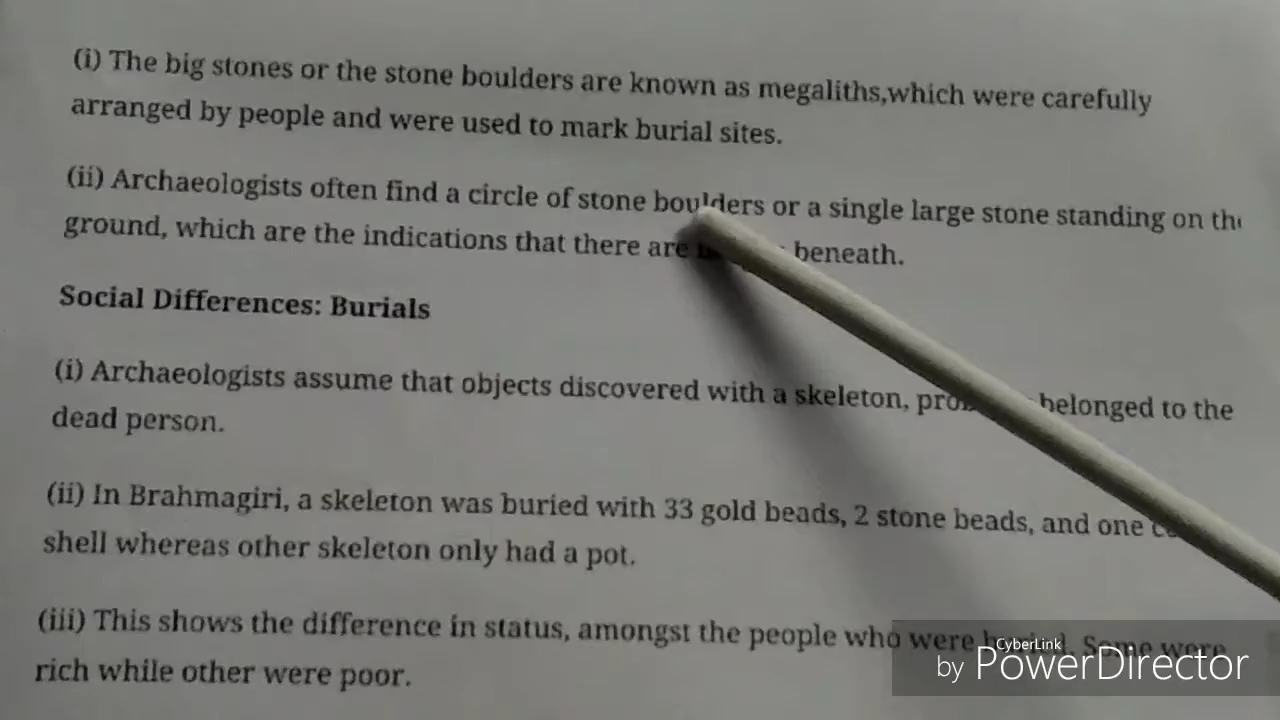 (i) The big stones or the stone boulders are known as megaliths,which were carefully
arranged by people and were used to mark burial sites.
(ii) Archaeologists often find a circle of stone boulders or a single large stone standing on the
ground, which are the indications that there are beneath.
Social Differences: Burials
(i) Archaeologists assume that objects discovered with a skeleton, belonged to the
dead person.
(ii) In Brahmagiri, a skeleton was buried with 33 gold beads, 2 stone beads, and one
shell whereas other skeleton only had a pot.
(iii) This shows the difference in status, amongst the people who were buried. Some were
rich while other were poor.
CyberLink
by PowerDirector